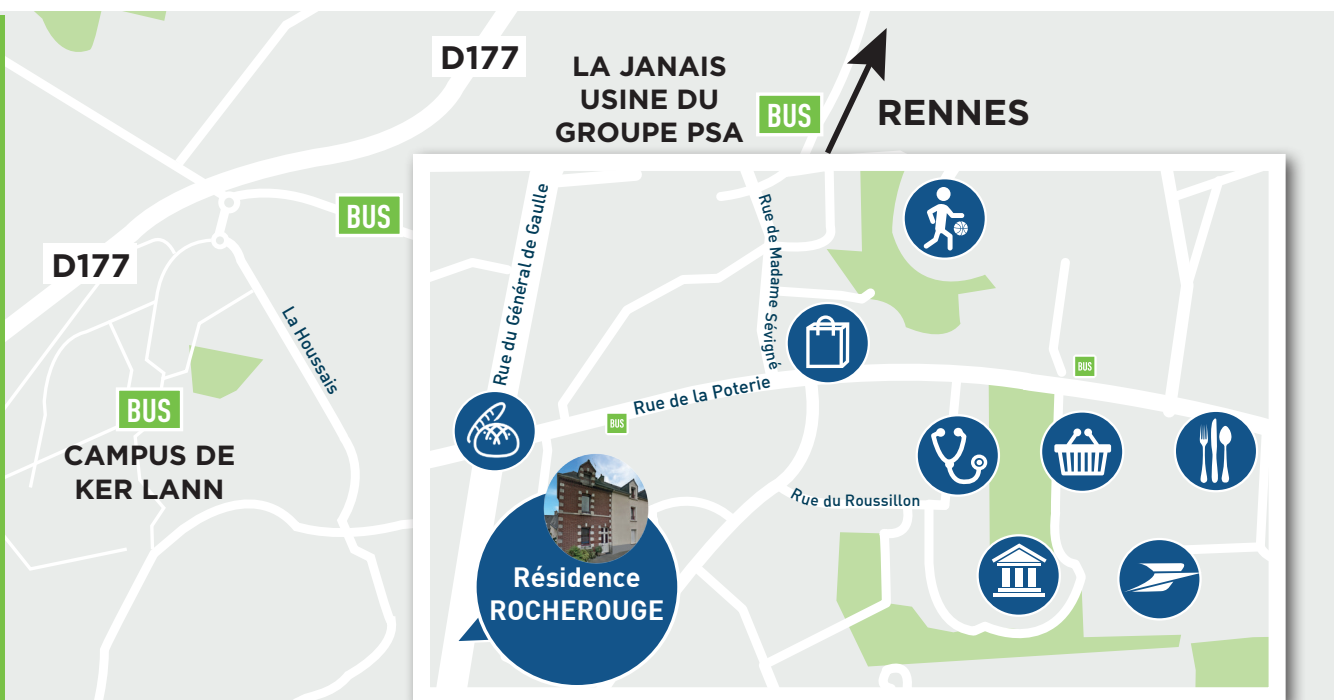 D177
LA JANAIS
USINE DU
GROUPE PSA
BUS
RENNES
BUS
D177
La Houssais
BUS
CAMPUS DE
KER LANN
Rue du Général de Gaulle
Rue de Madame Sévigné
BUS
Rue de la Poterie
BUS
Rue du Roussillon
Résidence
ROCHEROUGE